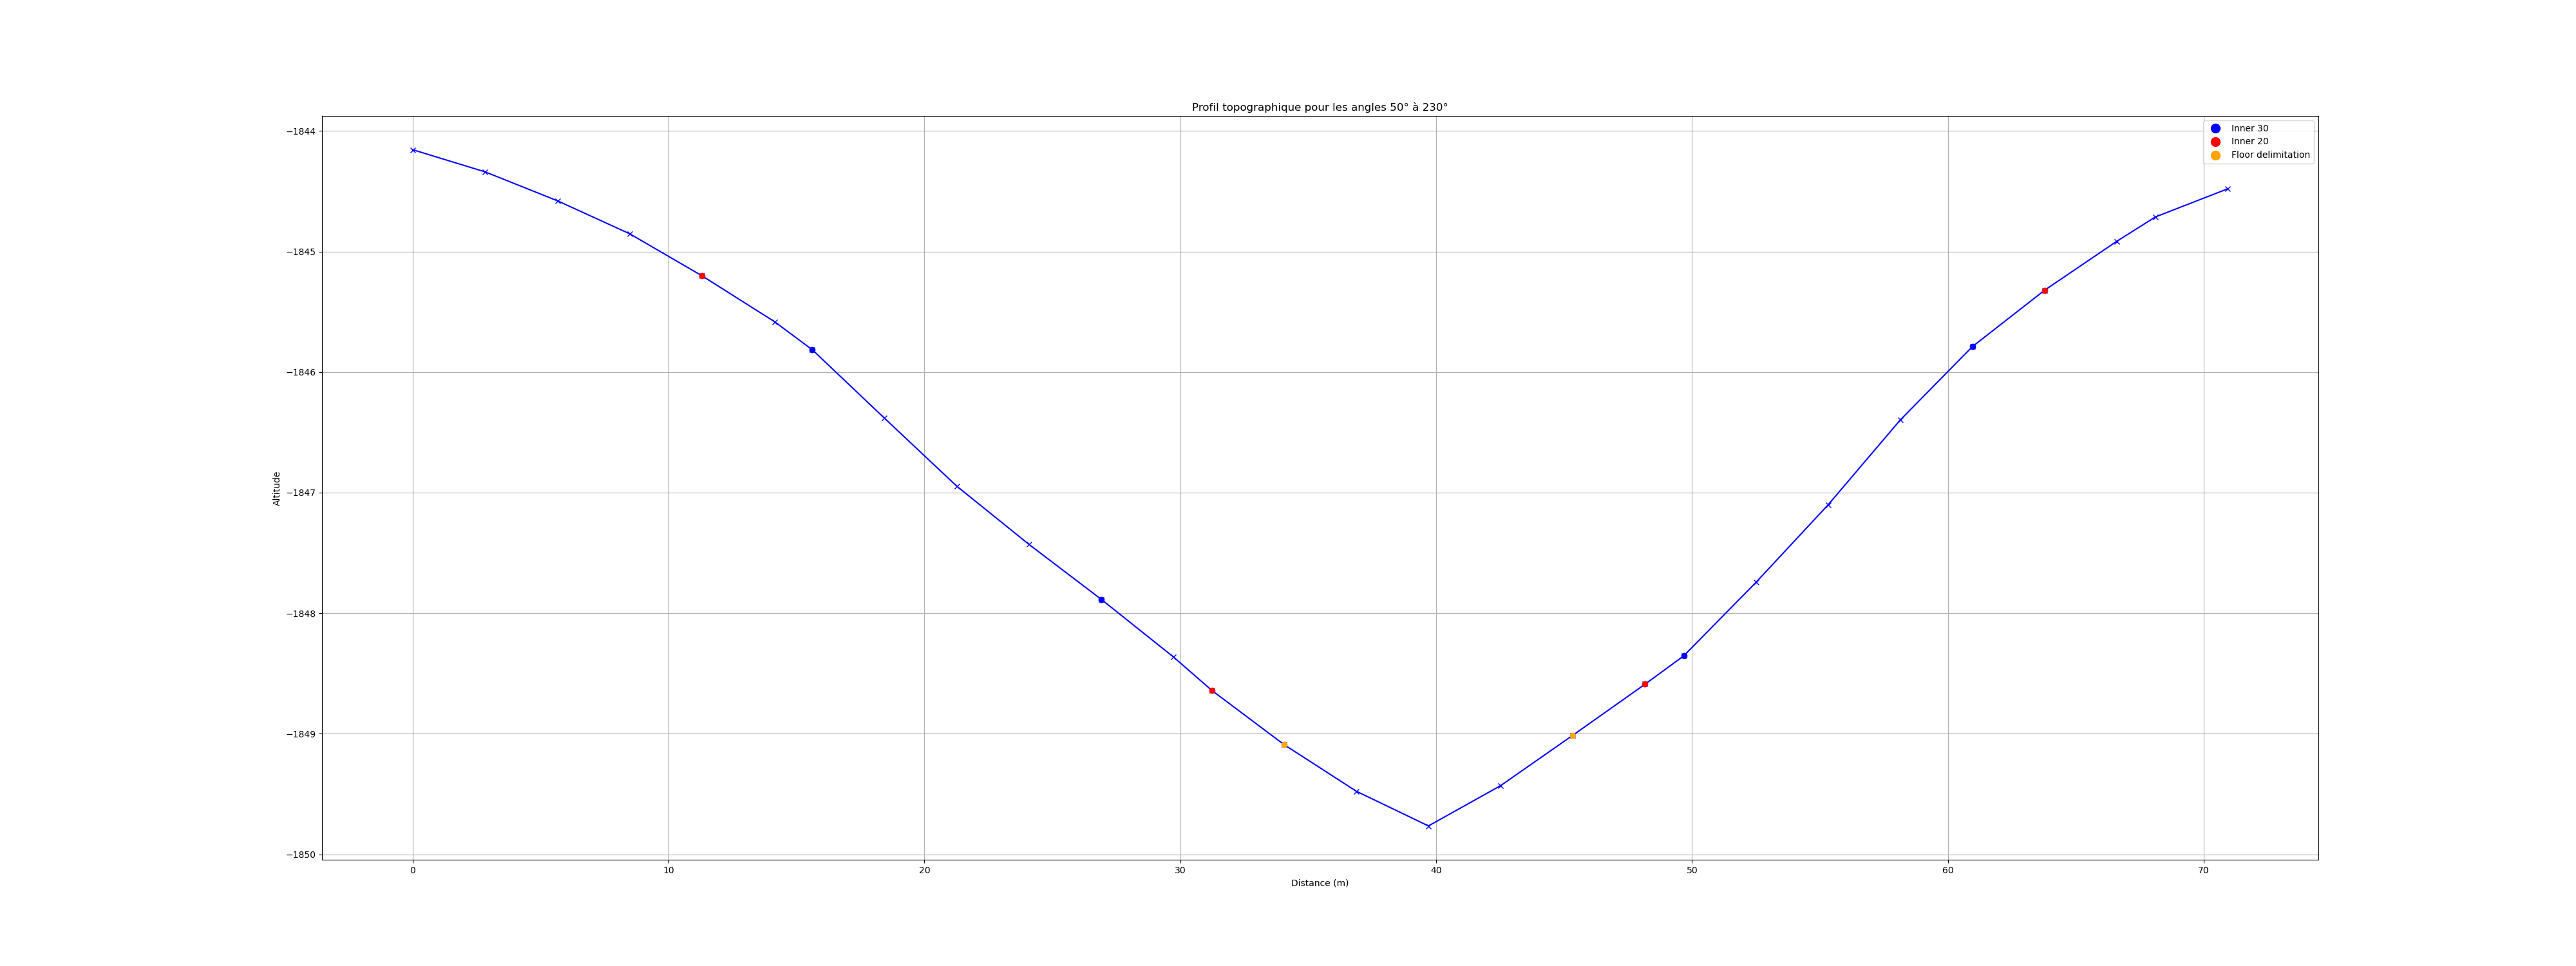 Profil topographique pour les angles 50° à 230°
Inner 30
Inner 20
Floor delimitation
Altitude
−1844
−1845
−1846
−1847
−1848
−1849
−1850
0 10 20 30 40 50 60 70
Distance (m)